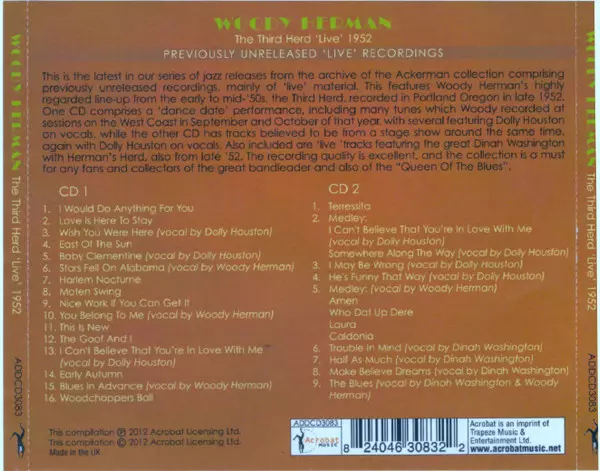 WOODY HERMAN
The Third Herd 'Live' 1952
PREVIOUSLY UNRELEASED 'LIVE' RECORDINGS
This is the latest in our series of jazz releases from the archive of the Ackerman collection comprising
previously unreleased recordings, mainly of 'live' material. This features Woody Herman's highly
regarded line-up from the early to mid-'50s, the Third Herd, recorded in Portland Oregon in late 1952.
One CD comprises a 'dance date' performance, including many tunes which Woody recorded at
sessions on the West Coast in September and October of that year, with several featuring Dolly Houston
on vocals, while the other CD has tracks believed to be from a stage show around the same time,
again with Dolly Houston on vocals. Also included are 'live 'tracks featuring the great Dinah Washington
with Herman's Herd, also from late '52. The recording quality is excellent, and the collection is a must
for any fans and collectors of the great bandleader and also of the "Queen Of The Blues".
CD 1
1. I Would Do Anything For You
2. Love Is Here To Stay
3. Wish You Were Here (vocal by Dolly Houston)
4. East Of The Sun
5. Baby Clementine (vocal by Dolly Houston)
6. Stars Fell On Alabama (vocal by Woody Herman)
7. Harlem Nocturne
8. Moten Swing
9. Nice Work If You Can Get It
10. You Belong To Me (vocal by Woody Herman)
11. This Is New
12. The Goof And I
13. I Can't Believe That You're In Love With Me
(vocal by Dolly Houston)
14. Early Autumn
15. Blues In Advance (vocal by Woody Herman)
16. Woodchoppers Ball
CD 2
1. Terressita
2. Medley:
I Can't Believe That You're In Love With Me
(vocal by Dolly Houston)
Somewhere Along The Way (vocal by Dolly Houston)
3. I May Be Wrong (vocal by Dolly Houston)
4. He's Funny That Way (vocal by Dolly Houston)
5. Medley: (vocal by Woody Herman)
Amen
Who Dat Up Dere
Laura
Caldonia
6. Trouble In Mind (vocal by Dinah Washington)
7. Half As Much (vocal by Dinah Washington)
8. Make Believe Dreams (vocal by Dinah Washington)
9. The Blues (vocal by Dinah Washington & Woody
Herman)
This compilation ℗ 2012 Acrobat Licensing Ltd.
This compilation © 2012 Acrobat Licensing Ltd.
Made in the UK
ADDCD3083
Acrobat
Music
8 24046 30832 2
Acrobat is an imprint of
Trapeze Music &
Entertainment Ltd.
www.acrobatmusic.net
WOODY HERMAN The Third Herd 'Live' 1952 ADDCD3083
WOODY HERMAN The Third Herd 'Live' 1952 ADDCD3083